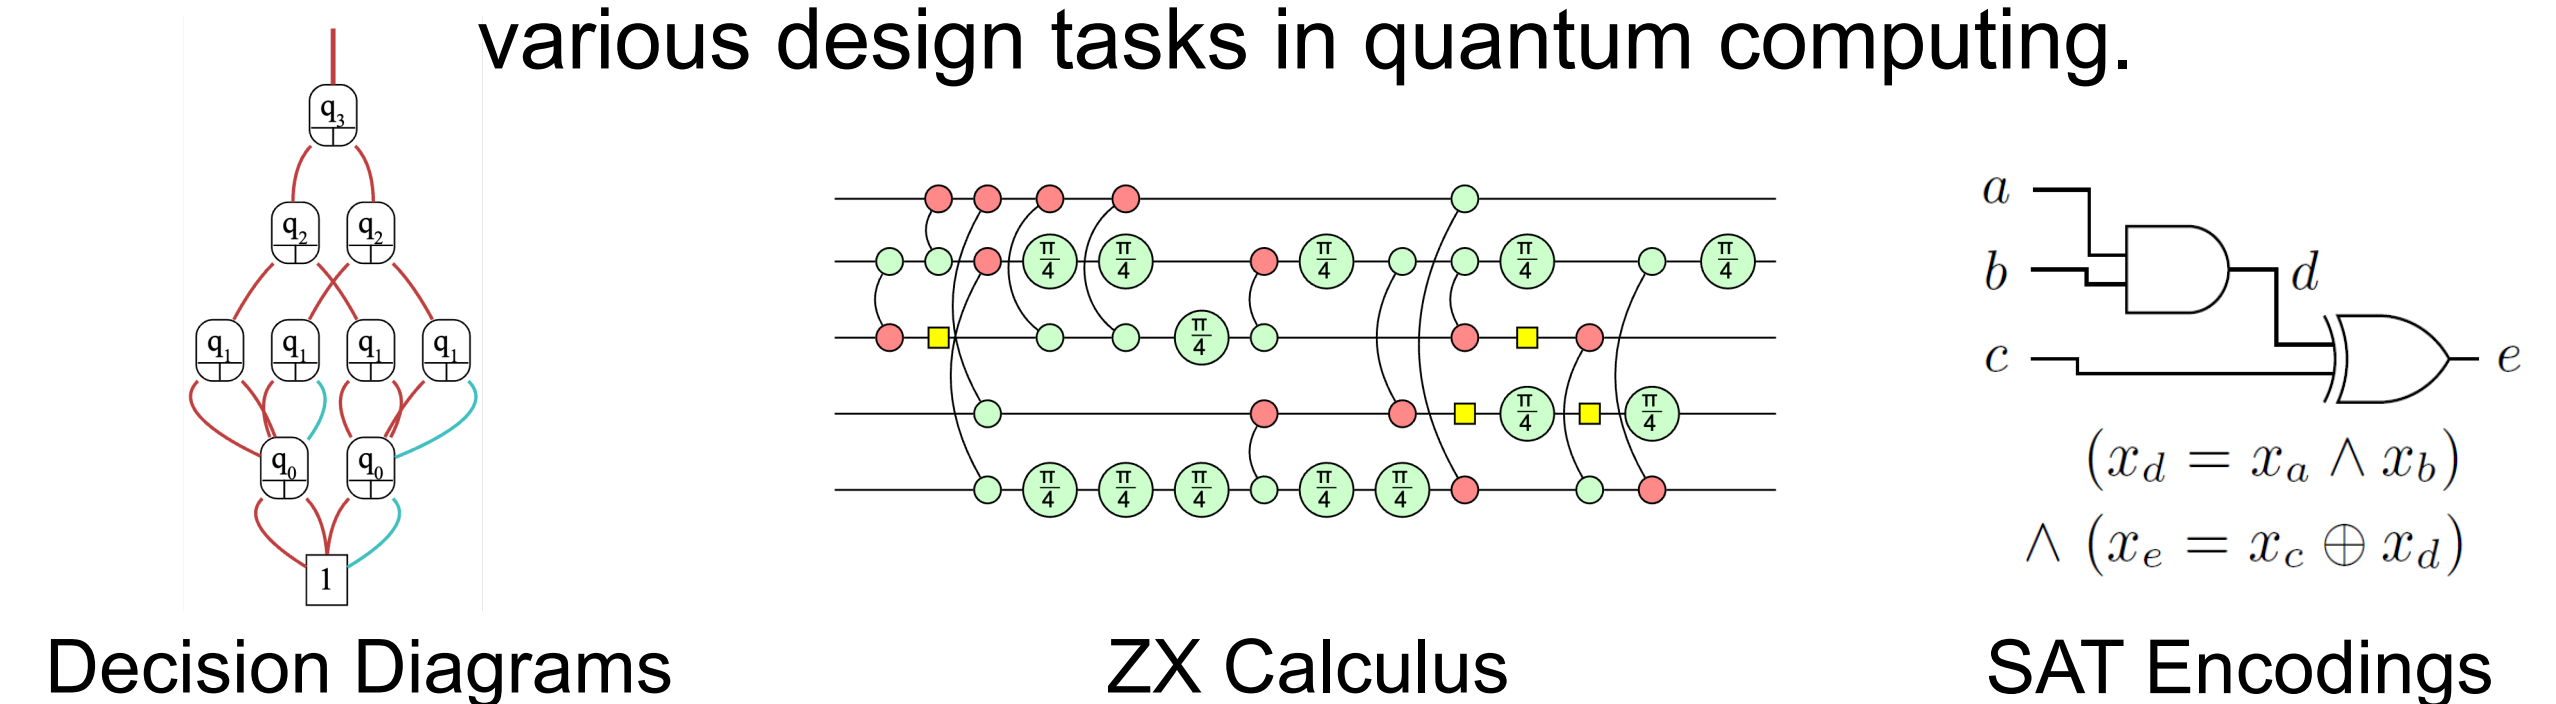 various design tasks in quantum computing.
q3
q2 q2
q1 q1 q1 q1
q0 q0
1
π/4 π/4 π/4 π/4 π/4
π/4
π/4 π/4
π/4 π/4 π/4 π/4 π/4
a
b
c
d
e
(x_d = x_a ∧ x_b)
∧ (x_e = x_c ⊕ x_d)
Decision Diagrams
ZX Calculus
SAT Encodings